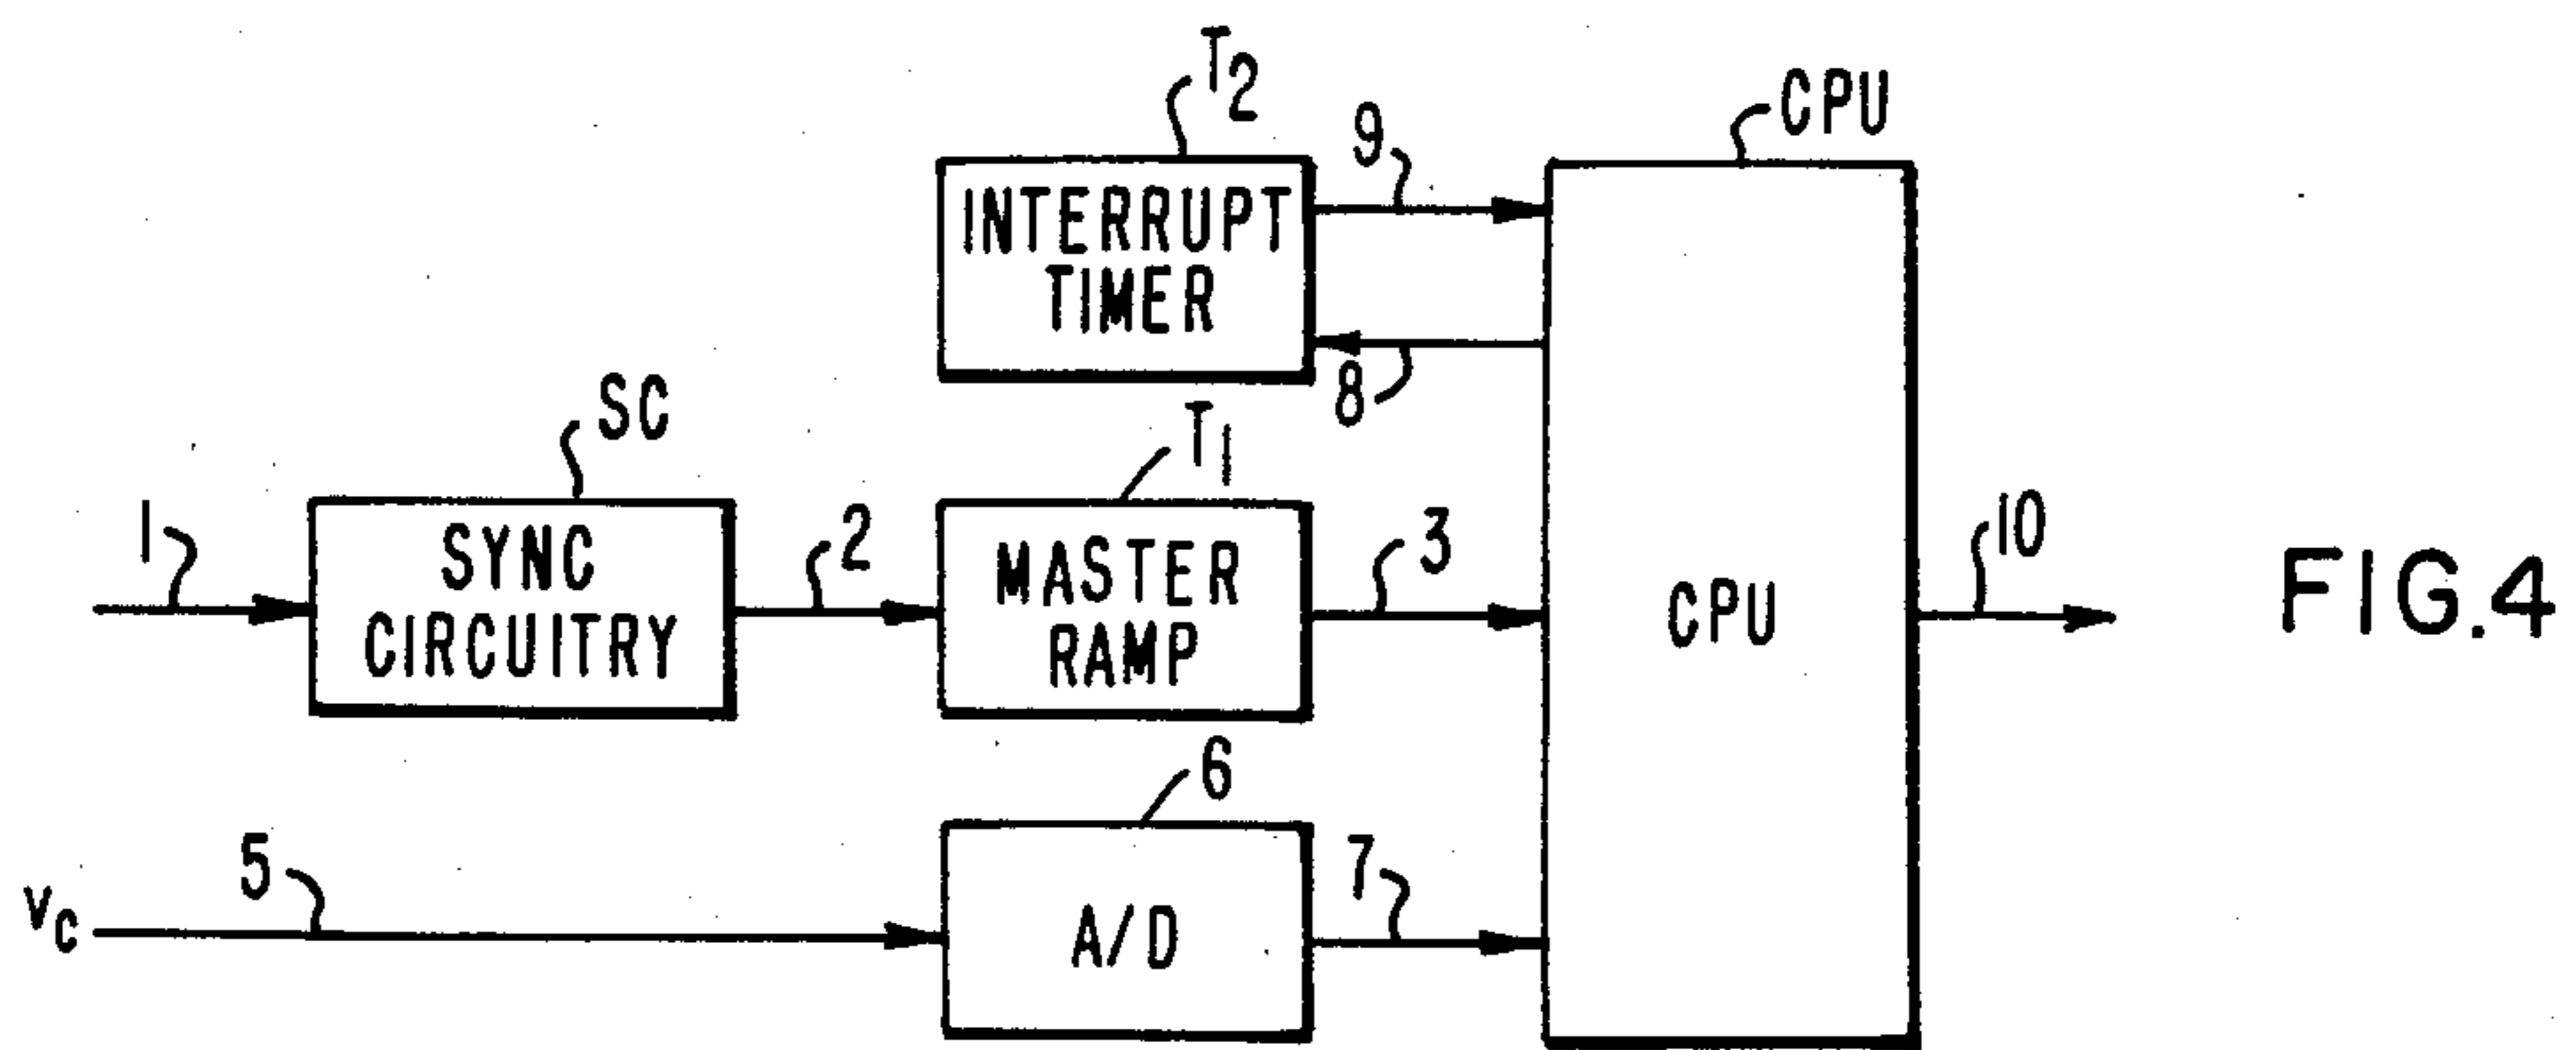 T2
CPU
9
INTERRUPT
TIMER
8
SC
T1
1
SYNC
CIRCUITRY
2
MASTER
RAMP
3
CPU
10
FIG.4
6
vc
5
A/D
7